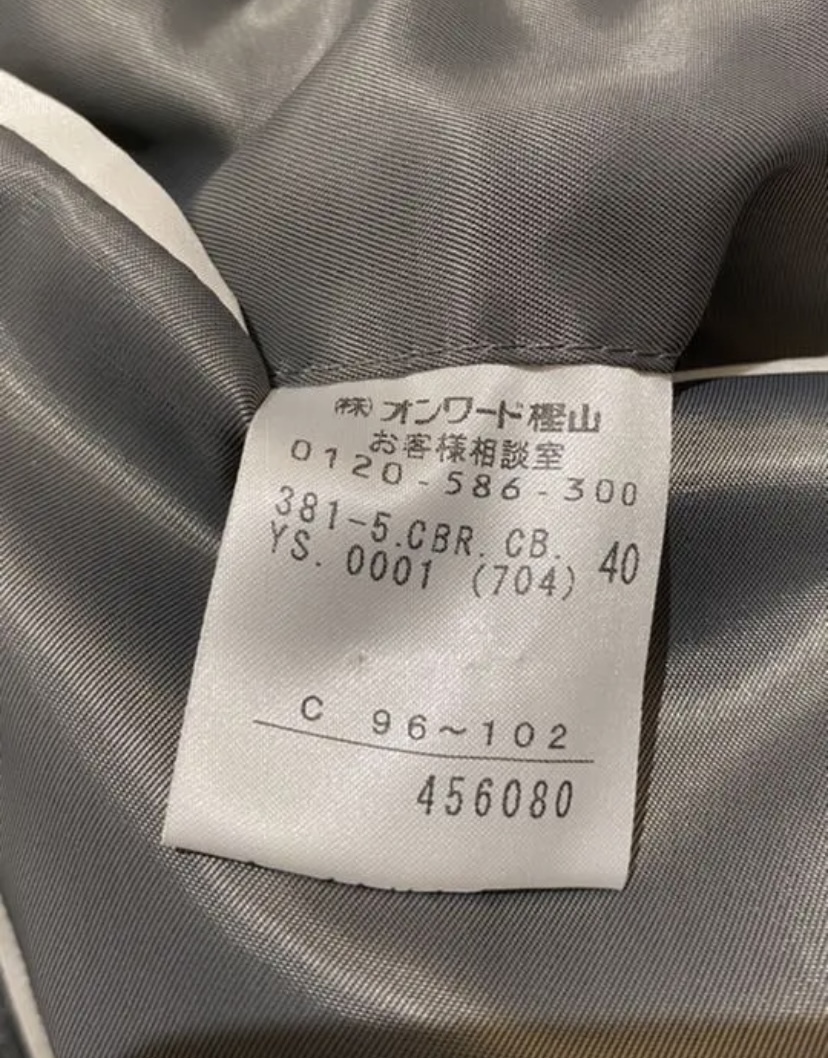 ㈱オンワード樫山
お客様相談室
0120-586-300
381-5.CBR. CB. 40
YS. 0001 (704)
C 96~102
456080